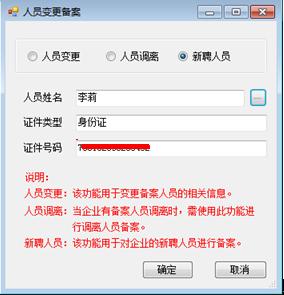 人员变更备案
人员变更 人员调离 新聘人员
人员姓名 李莉
证件类型 身份证
证件号码
说明：
人员变更：该功能用于变更备案人员的相关信息。
人员调离：当企业有备案人员调离时，需使用此功能进
行调离人员备案。
新聘人员：该功能用于对企业的新聘人员进行备案。
确定 取消